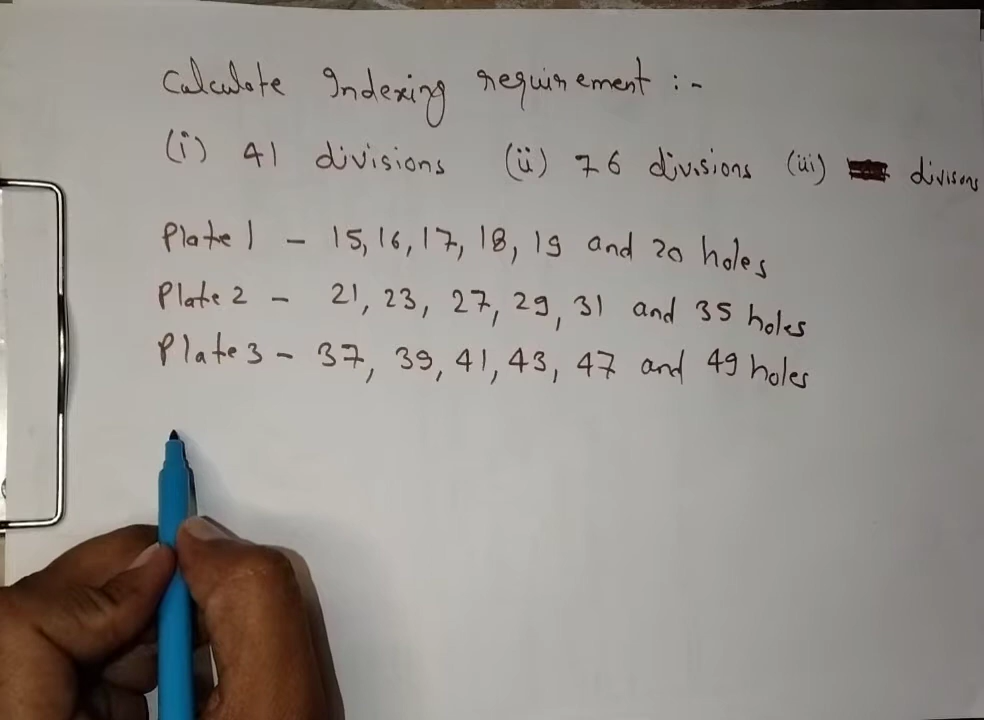 Calculate Indexing requirement :-
(i) 41 divisions (ii) 76 divisions (iii) divisons
Plate 1 - 15, 16, 17, 18, 19 and 20 holes
Plate 2 - 21, 23, 27, 29, 31 and 35 holes
Plate 3 - 37, 39, 41, 43, 47 and 49 holes